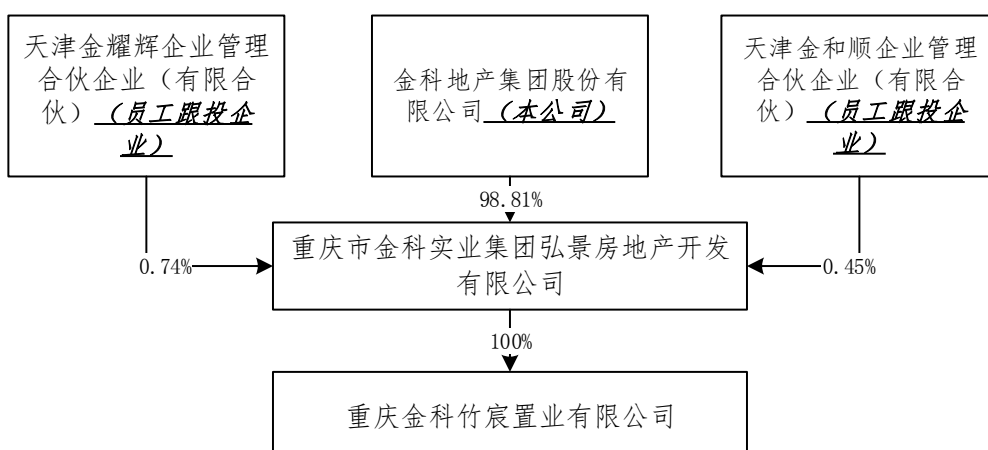 天津金耀辉企业管理
合伙企业（有限合
伙）（员工跟投企
业）
金科地产集团股份有
限公司（本公司）
天津金和顺企业管理
合伙企业（有限合
伙）（员工跟投企
业）
98.81%
0.74%
重庆市金科实业集团弘景房地产开发
有限公司
0.45%
100%
重庆金科竹宸置业有限公司